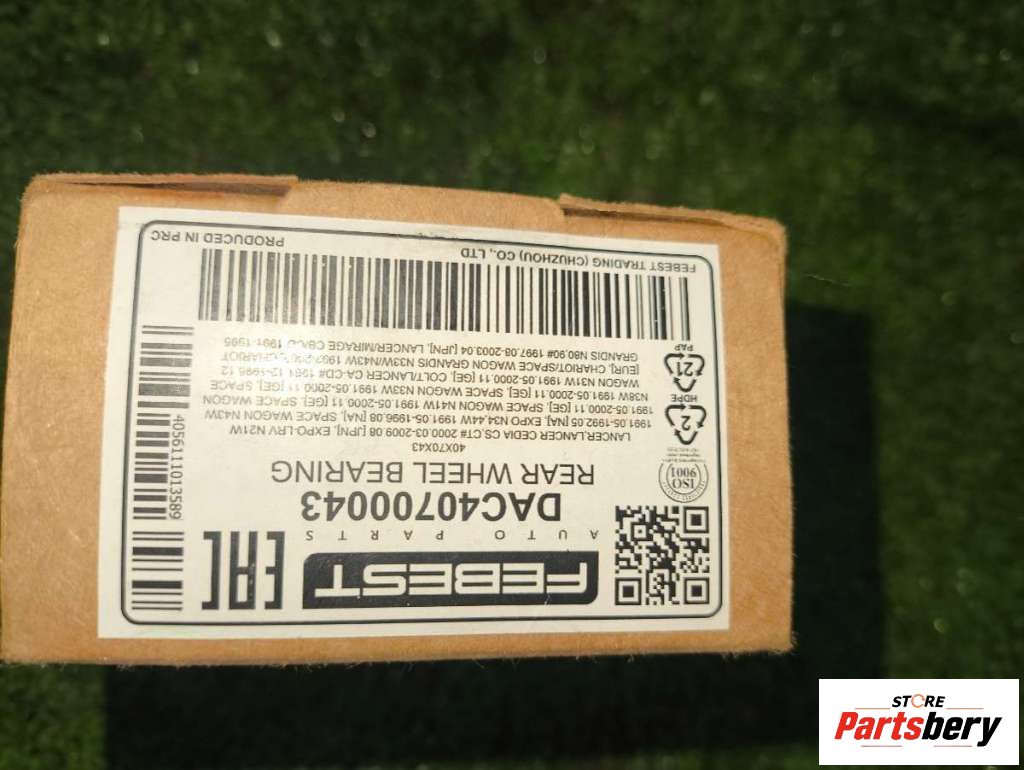 FEBEST
AUTO PARTS
DAC40700043
REAR WHEEL BEARING
40X70X43
LANCER,LANCER CEDIA CS,CT# 2000.03-2009.08 [JPN], EXPO-LRV N21W
1991.05-1992.05 [NA], EXPO N34,44W 1991.05-1996.08 [NA], SPACE WAGON N43W
1991.05-2000.11 [GE], SPACE WAGON N41W 1991.05-2000.11 [GE], SPACE WAGON
N38W 1991.05-2000.11 [GE], SPACE WAGON N33W 1991.05-2000.11 [GE], SPACE
WAGON N31W 1991.05-2000.11 [GE], COLT/LANCER CA-CD# 1991.12-1998.12
[EUR], CHARIOT/SPACE WAGON GRANDIS N33W/N43W 1997 CHARIOT
GRANDIS N80,90# 1997.08-2003.04 [JPN], LANCER/MIRAGE 1991-1995
FEBEST TRADING (CHUZHOU) CO., LTD
PRODUCED IN PRC
EAC
ISO
9001
2
HDPE
21
PAP
4056111013589
STORE
Partsbery